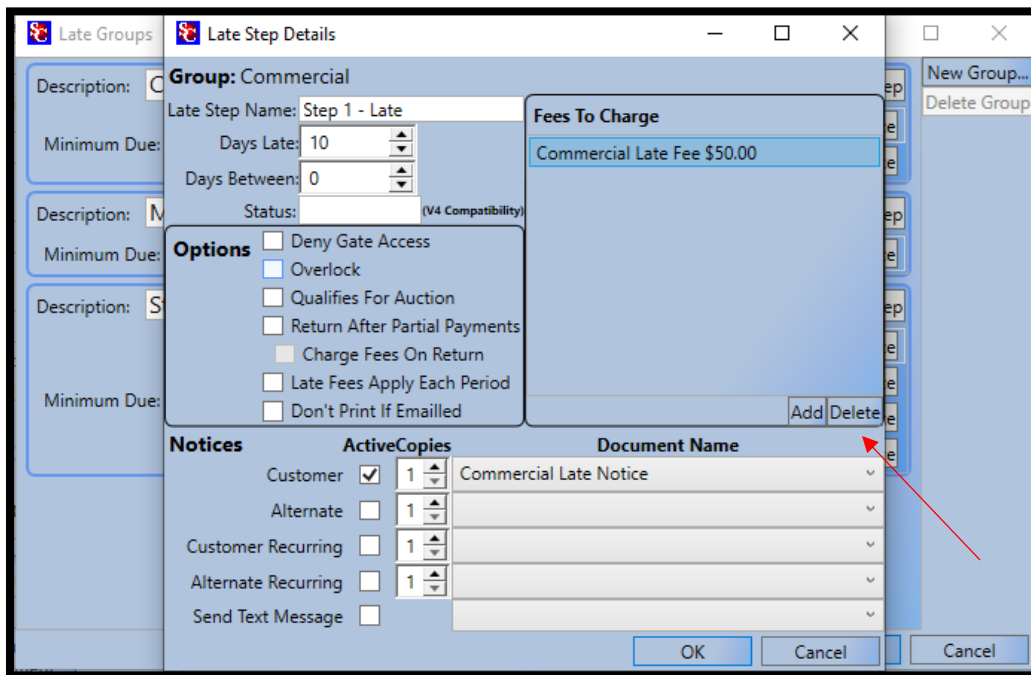 Late Groups
Late Step Details
Group: Commercial
Late Step Name: Step 1 - Late
Days Late: 10
Days Between: 0
Status: (V4 Compatibility)
Options
Deny Gate Access
Overlock
Qualifies For Auction
Return After Partial Payments
Charge Fees On Return
Late Fees Apply Each Period
Don't Print If Emailled
Fees To Charge
Commercial Late Fee $50.00
Add Delete
Notices Active Copies Document Name
Customer 1 Commercial Late Notice
Alternate 1
Customer Recurring 1
Alternate Recurring 1
Send Text Message
OK Cancel
Description:
Minimum Due:
Description:
Minimum Due:
Description:
Minimum Due:
New Group...
Delete Group
Cancel